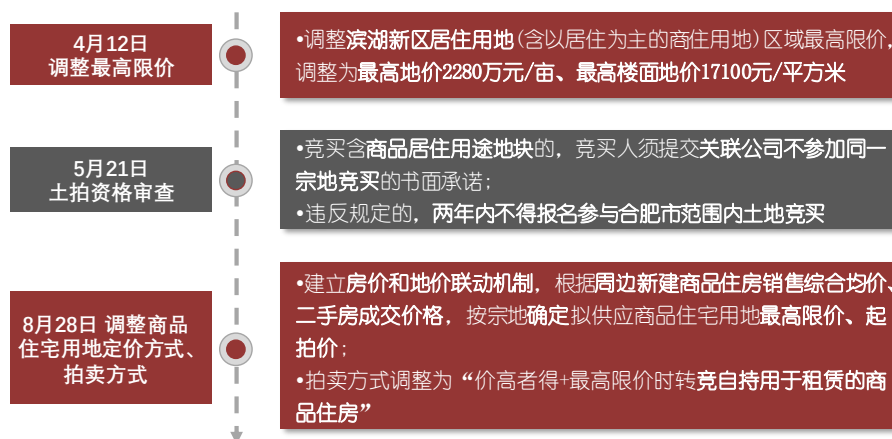 4月12日
调整最高限价
•调整滨湖新区居住用地(含以居住为主的商住用地)区域最高限价,
调整为最高地价2280万元/亩、最高楼面地价17100元/平方米
5月21日
土拍资格审查
•竞买含商品居住用途地块的，竞买人须提交关联公司不参加同一
宗地竞买的书面承诺;
•违反规定的，两年内不得报名参与合肥市范围内土地竞买
8月28日 调整商品
住宅用地定价方式、
拍卖方式
•建立房价和地价联动机制，根据周边新建商品住房销售综合均价、
二手房成交价格，按宗地确定拟供应商品住宅用地最高限价、起
拍价;
•拍卖方式调整为“价高者得+最高限价时转竞自持用于租赁的商
品住房”